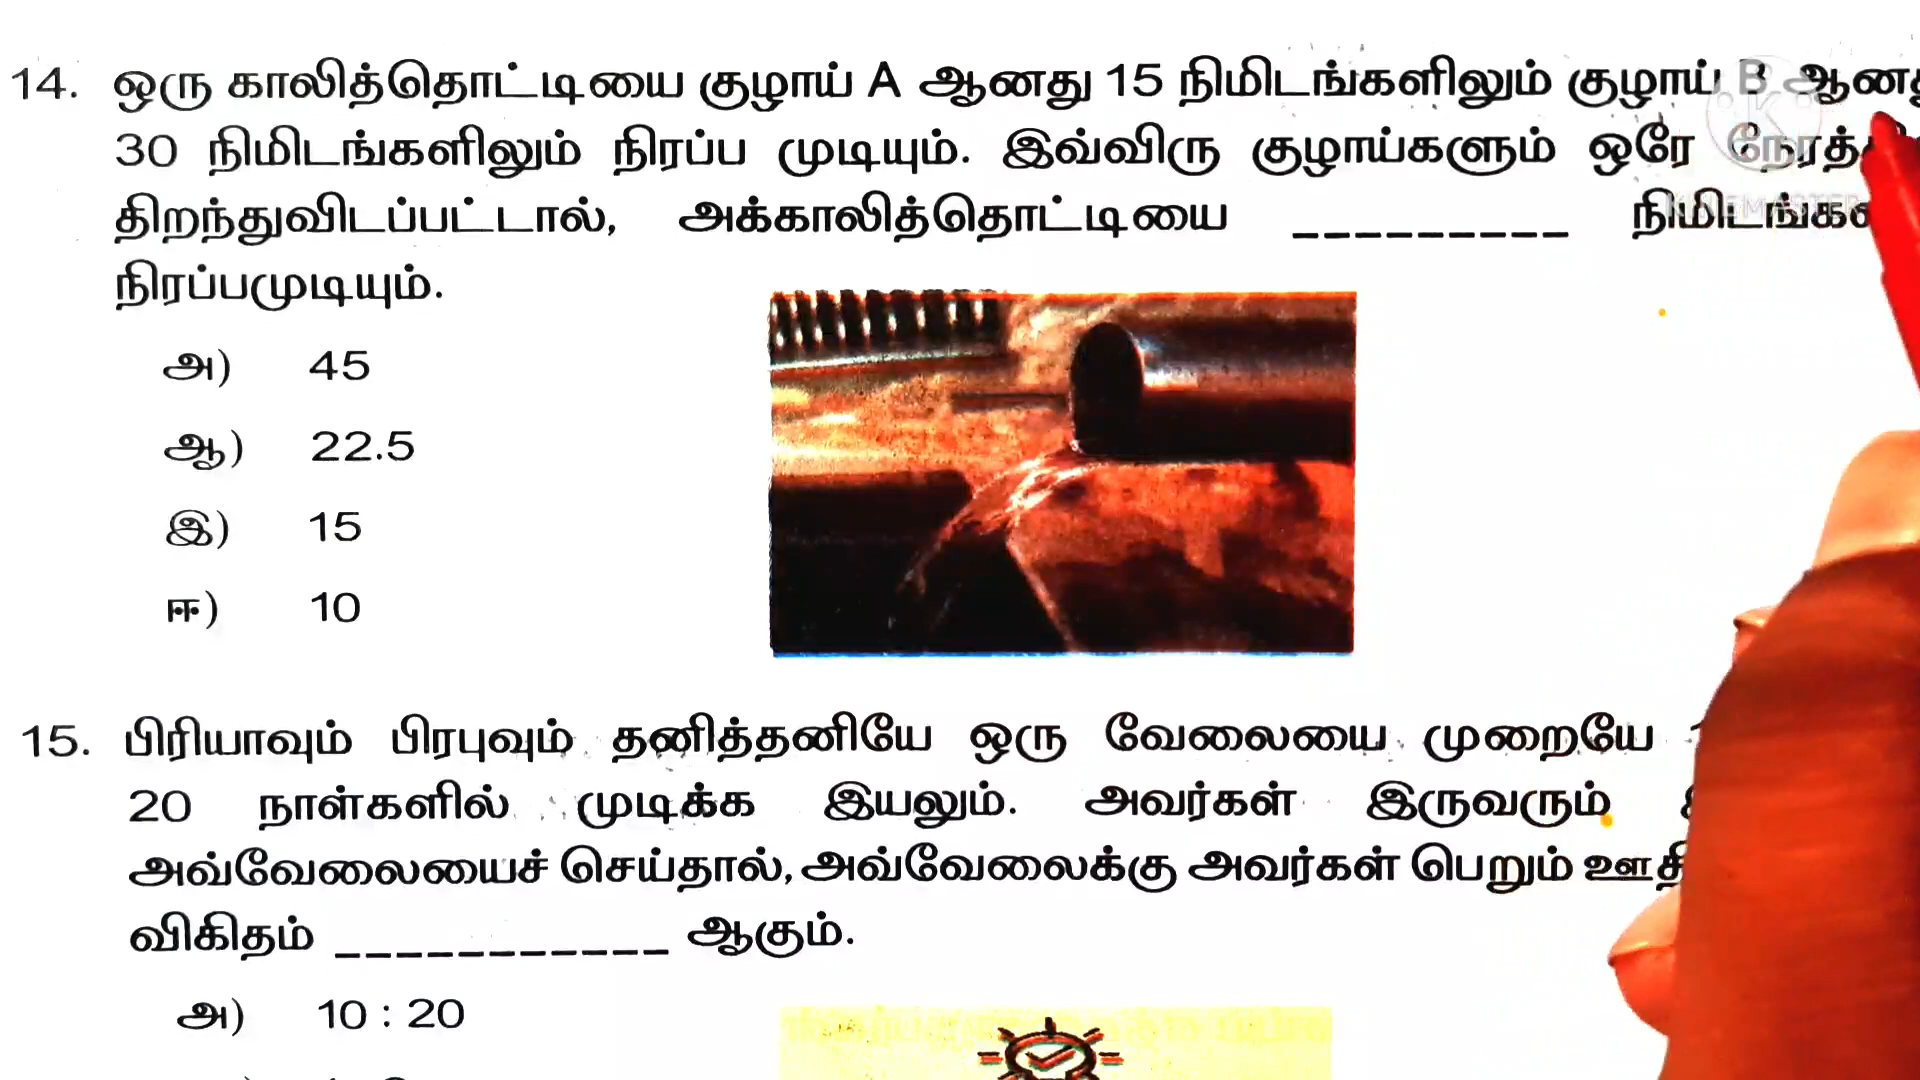 14. ஒரு காலித்தொட்டியை குழாய் A ஆனது 15 நிமிடங்களிலும் குழாய் B
30 நிமிடங்களிலும் நிரப்ப முடியும். இவ்விரு குழாய்களும் ஒரே
திறந்துவிடப்பட்டால், அக்காலித்தொட்டியை _________
நிரப்பமுடியும்.
அ) 45
ஆ) 22.5
இ) 15
ஈ) 10
15. பிரியாவும் பிரபுவும் தனித்தனியே ஒரு வேலையை முறையே
20 நாள்களில் முடிக்க இயலும். அவர்கள் இருவரும்
அவ்வேலையைச் செய்தால், அவ்வேலைக்கு அவர்கள் பெறும்
விகிதம் ___________ ஆகும்.
அ) 10 : 20